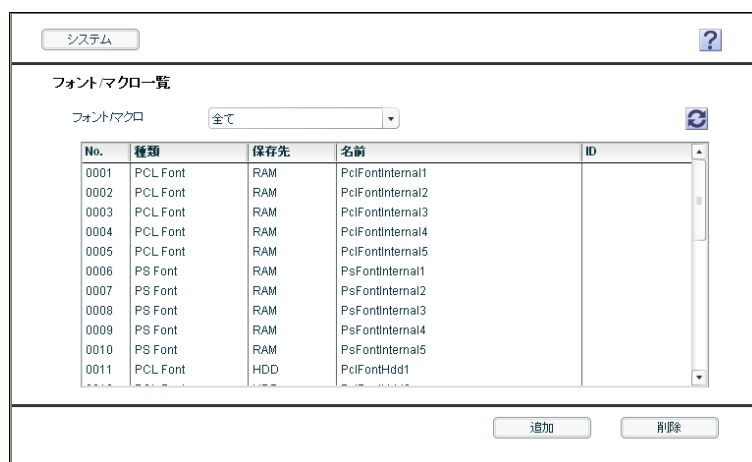 システム
?
フォント/マクロ一覧
フォント/マクロ 全て
No. 種類 保存先 名前 ID
0001 PCL Font RAM PclFontInternal1
0002 PCL Font RAM PclFontInternal2
0003 PCL Font RAM PclFontInternal3
0004 PCL Font RAM PclFontInternal4
0005 PCL Font RAM PclFontInternal5
0006 PS Font RAM PsFontInternal1
0007 PS Font RAM PsFontInternal2
0008 PS Font RAM PsFontInternal3
0009 PS Font RAM PsFontInternal4
0010 PS Font RAM PsFontInternal5
0011 PCL Font HDD PclFontHdd1
追加 削除